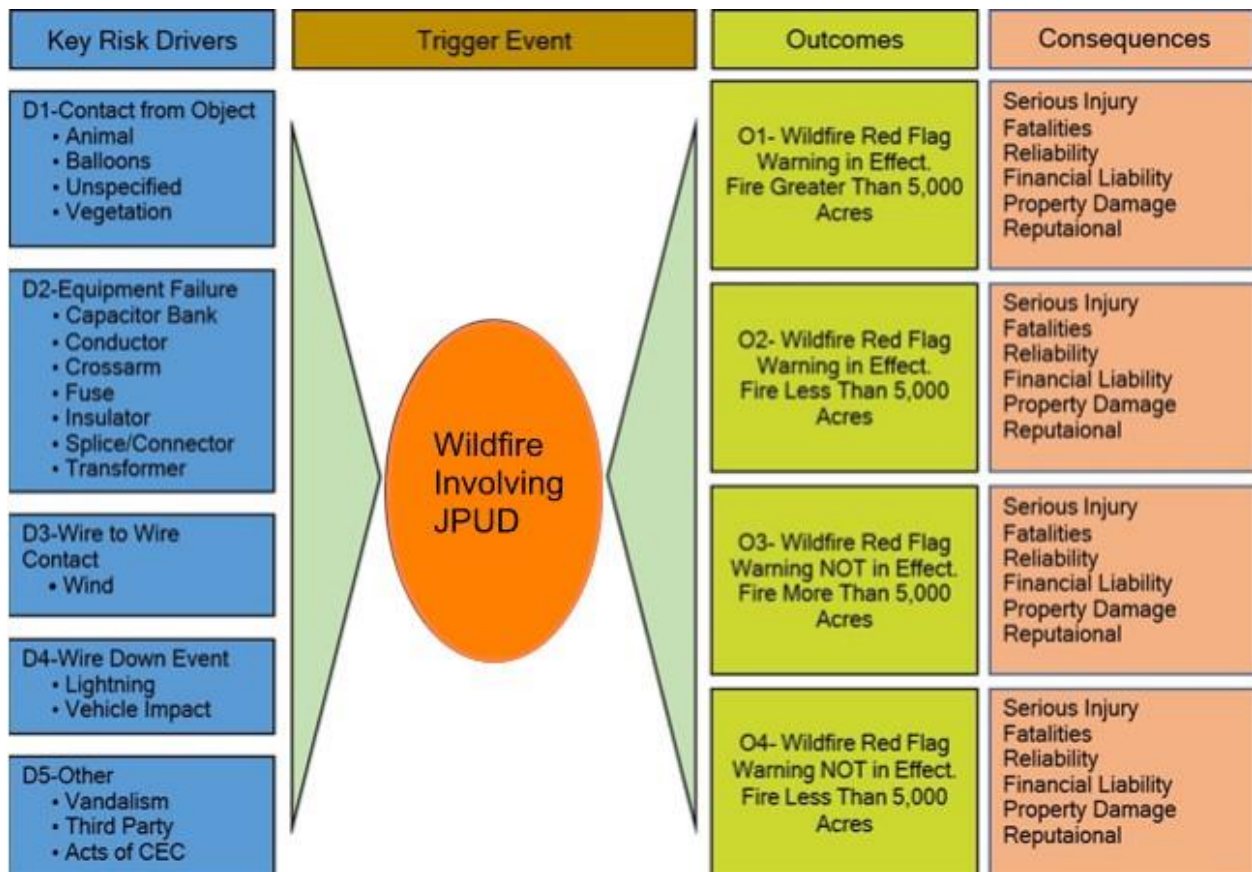 Key Risk Drivers
Trigger Event
Outcomes
Consequences
D1-Contact from Object
• Animal
• Balloons
• Unspecified
• Vegetation
D2-Equipment Failure
• Capacitor Bank
• Conductor
• Crossarm
• Fuse
• Insulator
• Splice/Connector
• Transformer
D3-Wire to Wire
Contact
• Wind
D4-Wire Down Event
• Lightning
• Vehicle Impact
D5-Other
• Vandalism
• Third Party
• Acts of CEC
Wildfire
Involving
JPUD
O1- Wildfire Red Flag
Warning in Effect.
Fire Greater Than 5,000
Acres
Serious Injury
Fatalities
Reliability
Financial Liability
Property Damage
Reputaional
O2- Wildfire Red Flag
Warning in Effect.
Fire Less Than 5,000
Acres
Serious Injury
Fatalities
Reliability
Financial Liability
Property Damage
Reputaional
O3- Wildfire Red Flag
Warning NOT in Effect.
Fire More Than 5,000
Acres
Serious Injury
Fatalities
Reliability
Financial Liability
Property Damage
Reputaional
O4- Wildfire Red Flag
Warning NOT in Effect.
Fire Less Than 5,000
Acres
Serious Injury
Fatalities
Reliability
Financial Liability
Property Damage
Reputaional